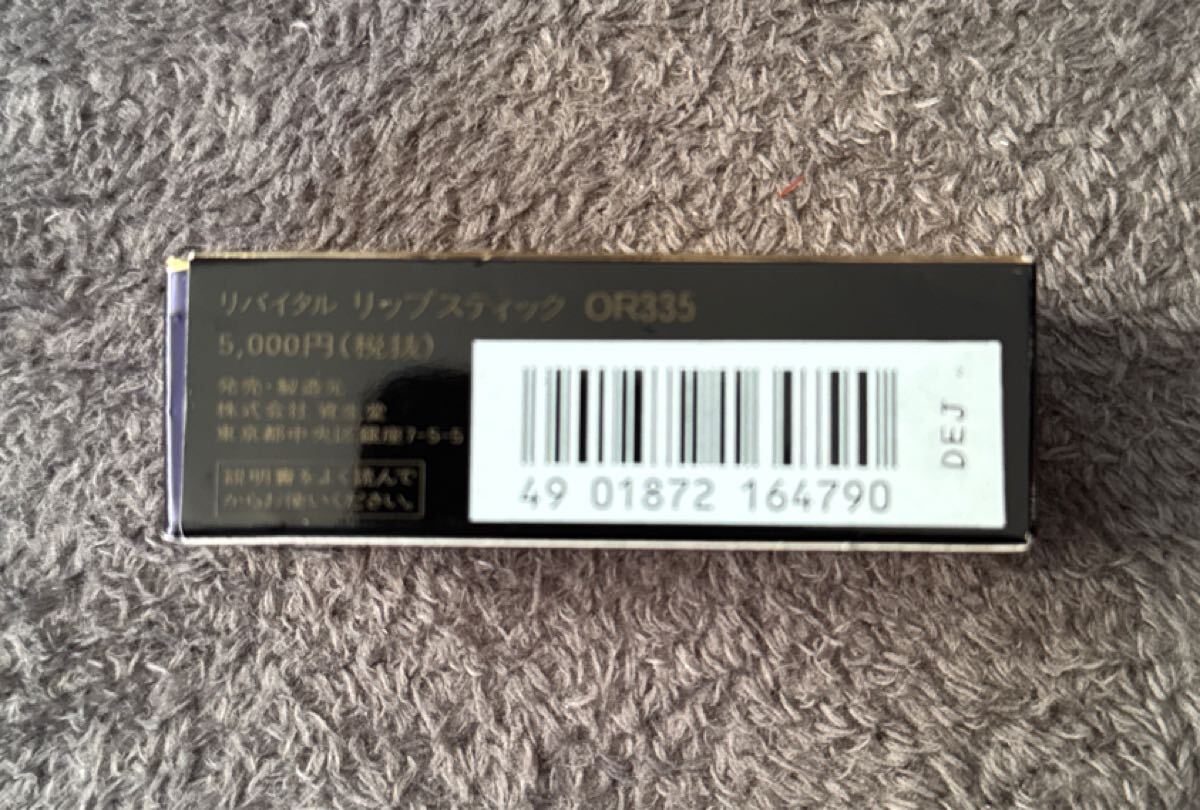 リバイタル リップスティック OR335
5,000円(税抜)
発売・製造元
株式会社 資生堂
東京都中央区銀座7-5-5
説明書をよく読んで
からお使いください。
49 01872 164790
DEJ